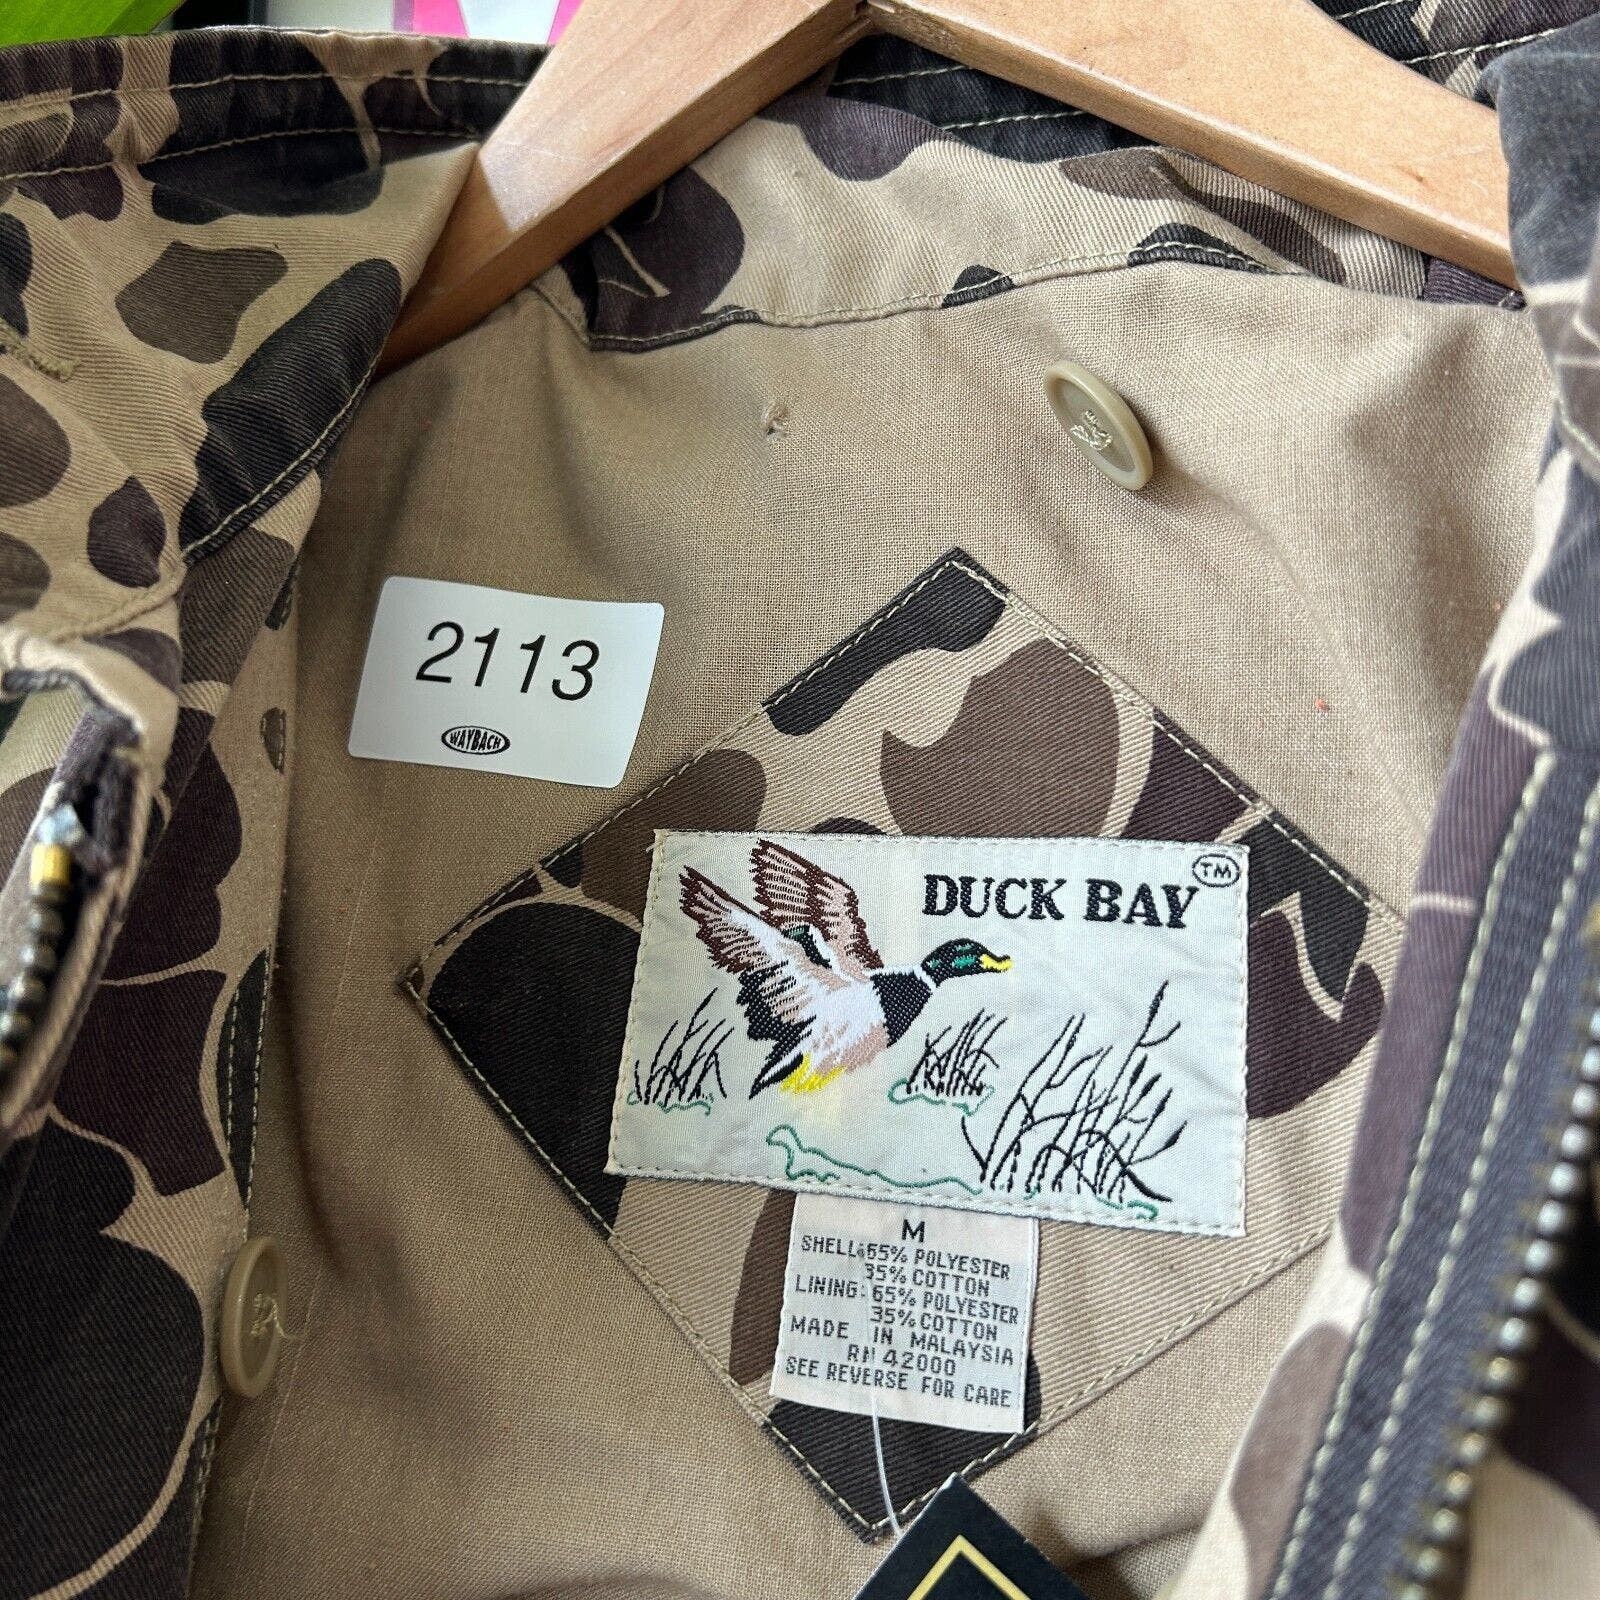 2113
WAYBACK
DUCK BAY TM
M
SHELL:65% POLYESTER
35% COTTON
LINING: 65% POLYESTER
35% COTTON
MADE IN MALAYSIA
RN 42000
SEE REVERSE FOR CARE